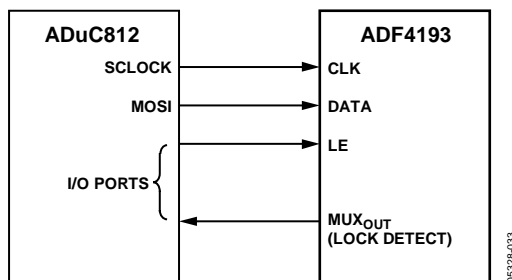 ADuC812
ADF4193
SCLOCK
CLK
MOSI
DATA
LE
I/O PORTS
MUXOUT
(LOCK DETECT)
05328-033